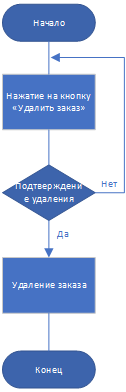 Начало
Нажатие на кнопку
«Удалить заказ»
Подтверждени
е удаления
Нет
Да
Удаление заказа
Конец